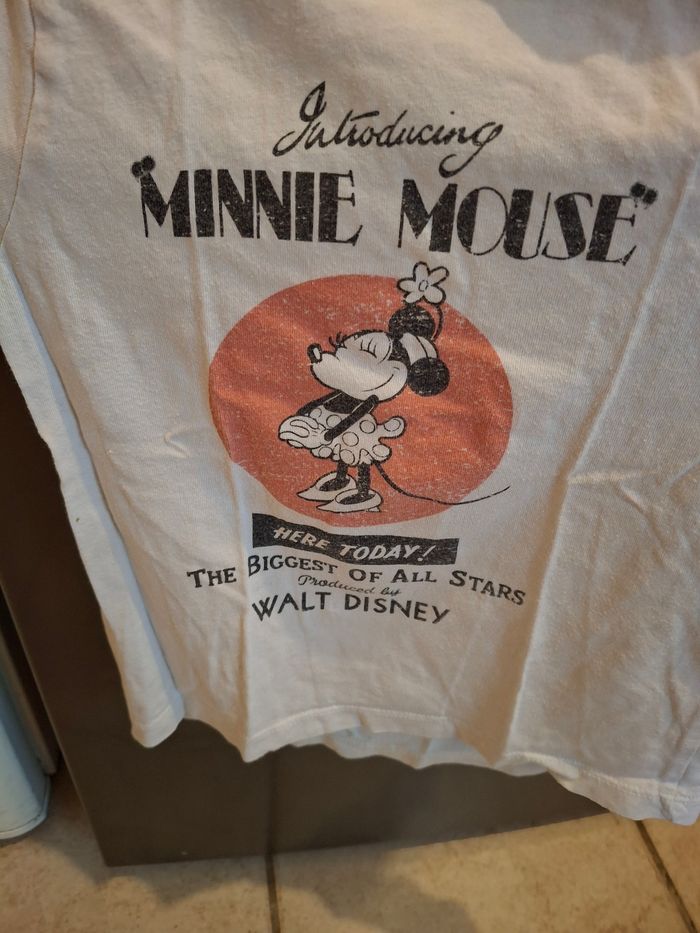 Introducing
"MINNIE MOUSE"
HERE TODAY!
THE BIGGEST OF ALL STARS
Produced by
WALT DISNEY